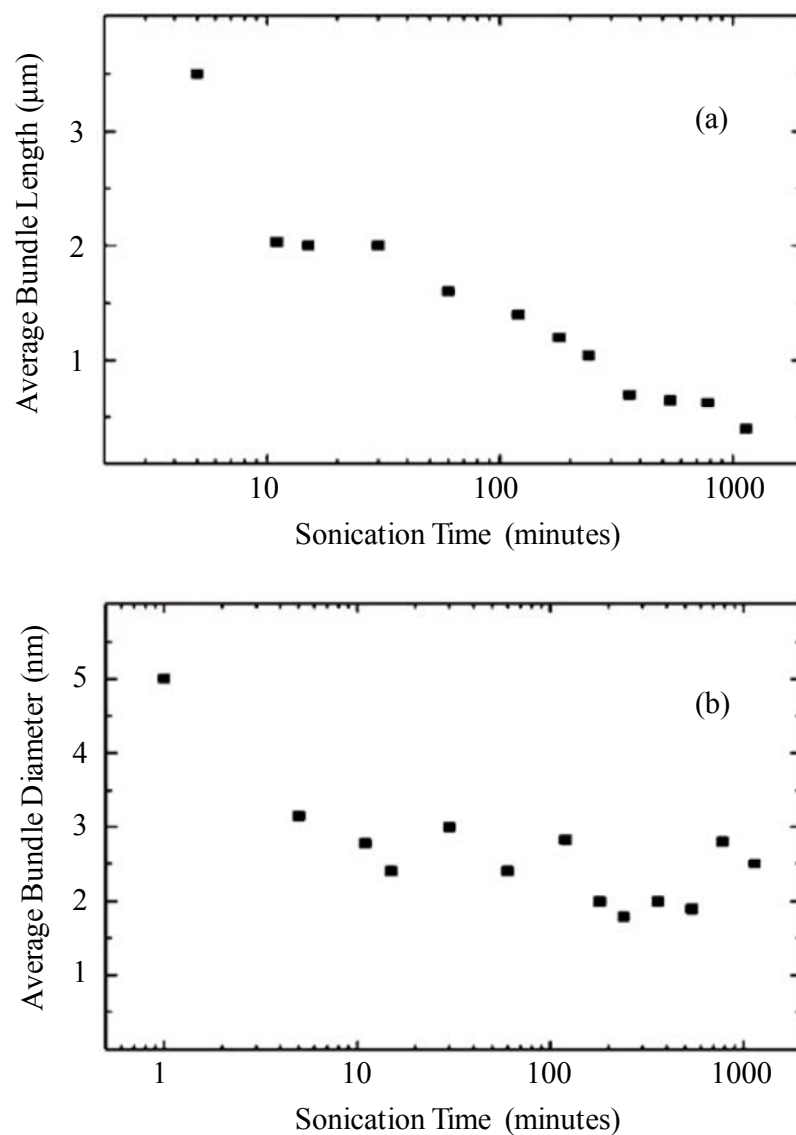 Average Bundle Length (μm)
3
2
1
(a)
10
100
1000
Sonication Time (minutes)
Average Bundle Diameter (nm)
5
4
3
2
1
(b)
1
10
100
1000
Sonication Time (minutes)